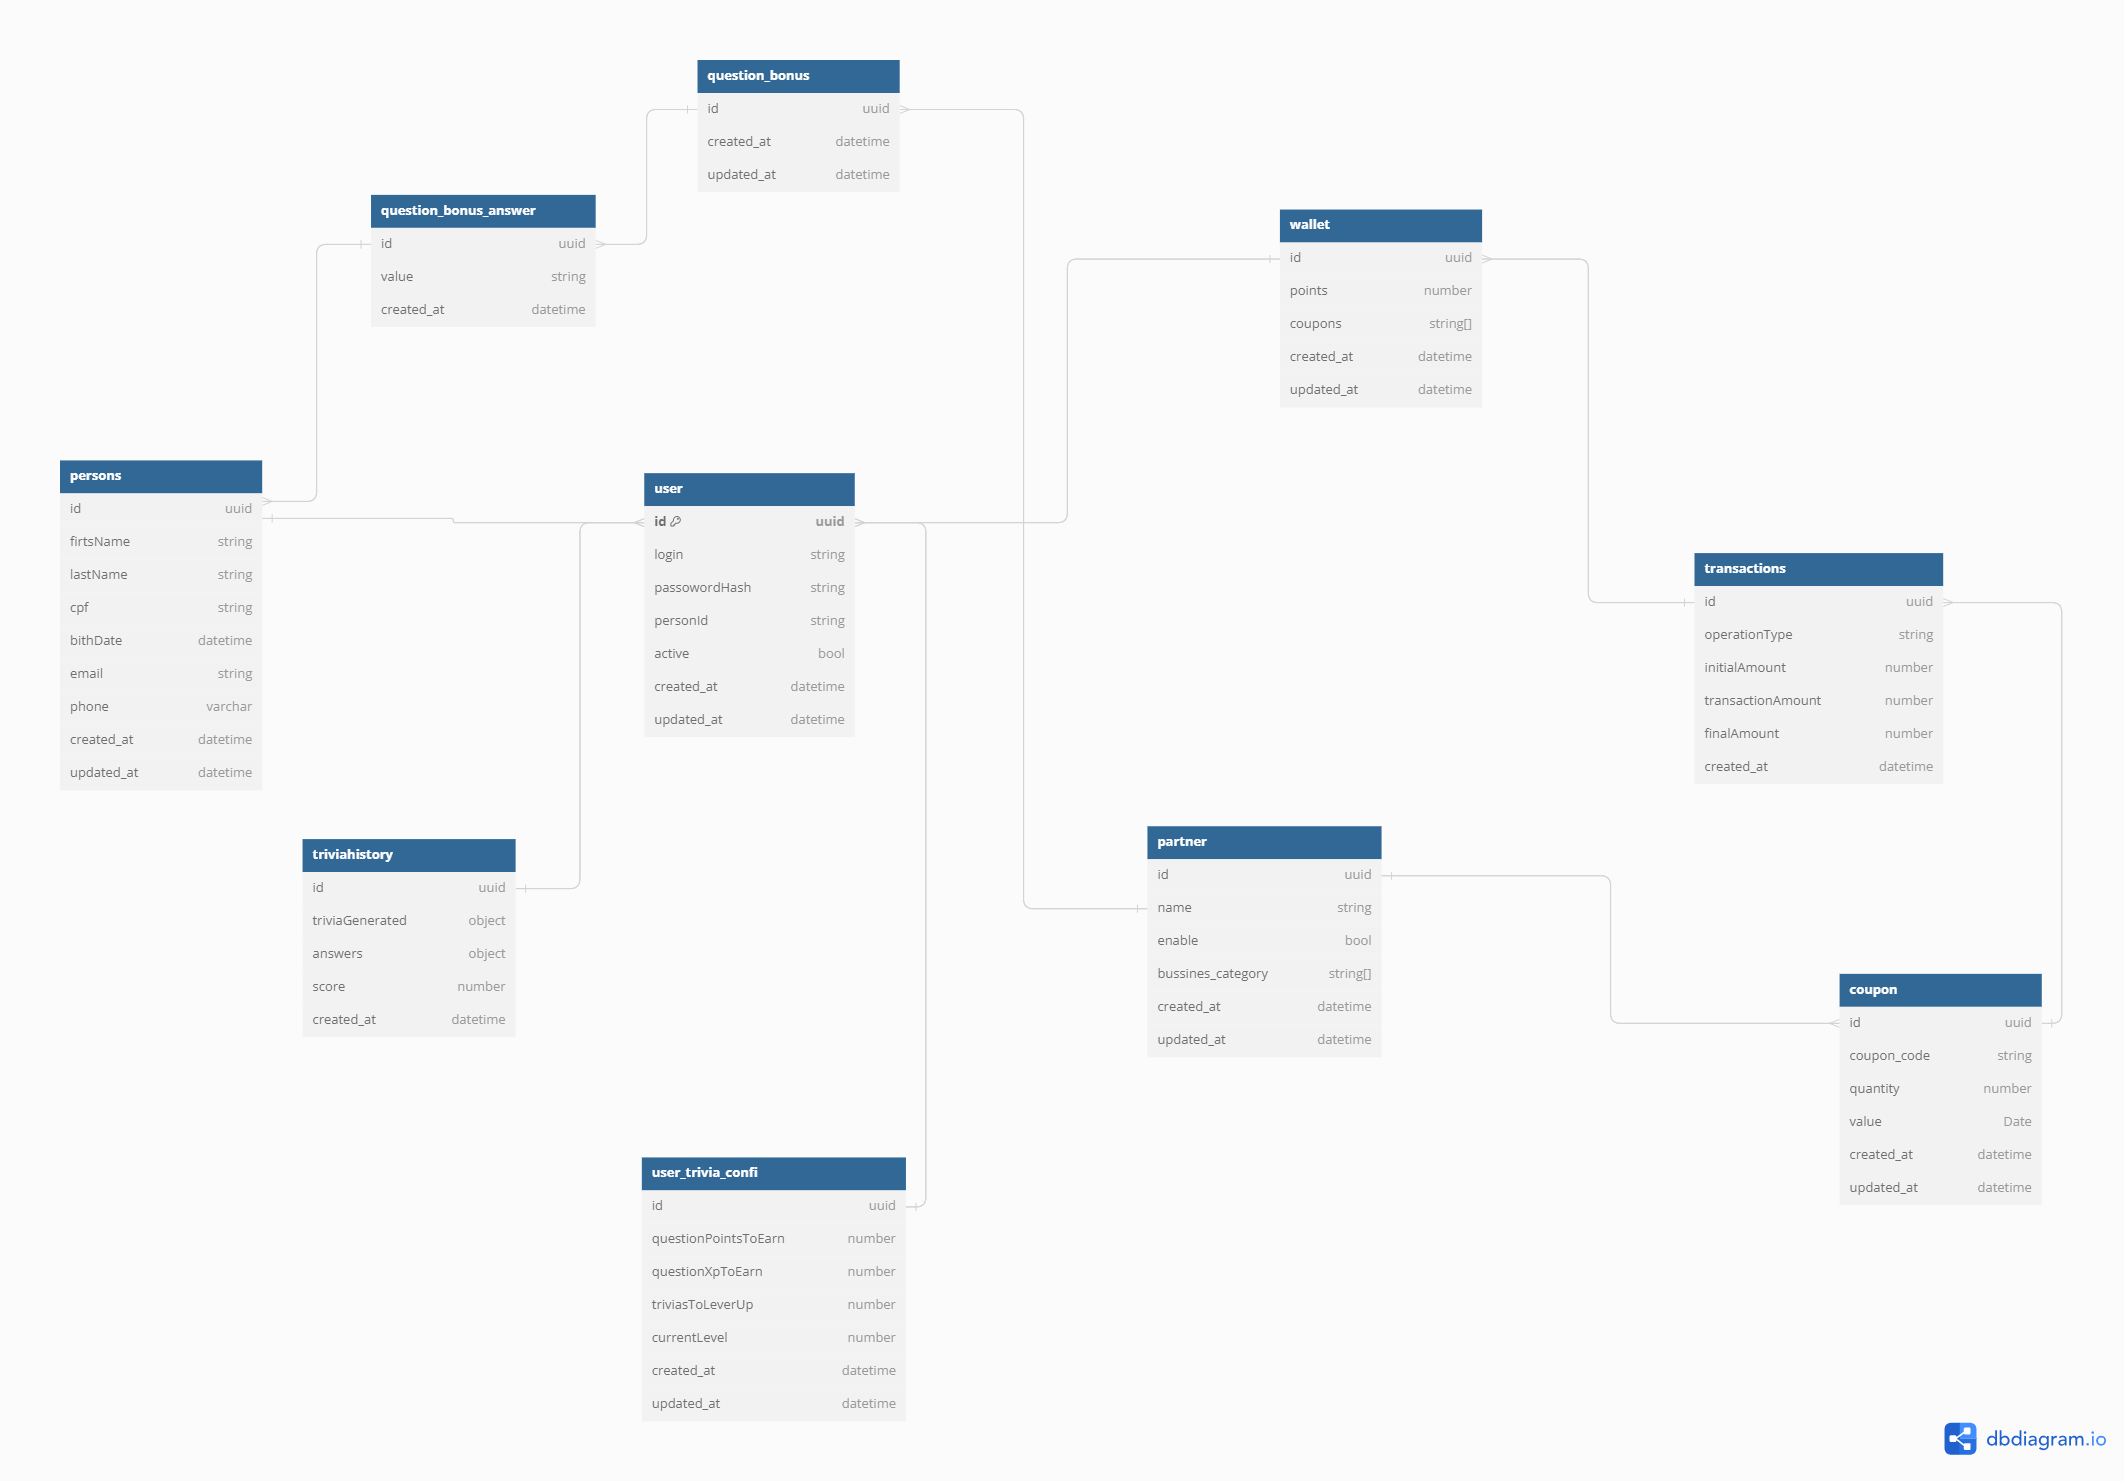 question_bonus
id uuid
created_at datetime
updated_at datetime
question_bonus_answer
id uuid
value string
created_at datetime
wallet
id uuid
points number
coupons string[]
created_at datetime
updated_at datetime
persons
id uuid
firtsName string
lastName string
cpf string
bithDate datetime
email string
phone varchar
created_at datetime
updated_at datetime
user
id uuid
login string
passowordHash string
personId string
active bool
created_at datetime
updated_at datetime
transactions
id uuid
operationType string
initialAmount number
transactionAmount number
finalAmount number
created_at datetime
triviahistory
id uuid
triviaGenerated object
answers object
score number
created_at datetime
partner
id uuid
name string
enable bool
bussines_category string[]
created_at datetime
updated_at datetime
coupon
id uuid
coupon_code string
quantity number
value Date
created_at datetime
updated_at datetime
user_trivia_confi
id uuid
questionPointsToEarn number
questionXpToEarn number
triviasToLeverUp number
currentLevel number
created_at datetime
updated_at datetime
dbdiagram.io